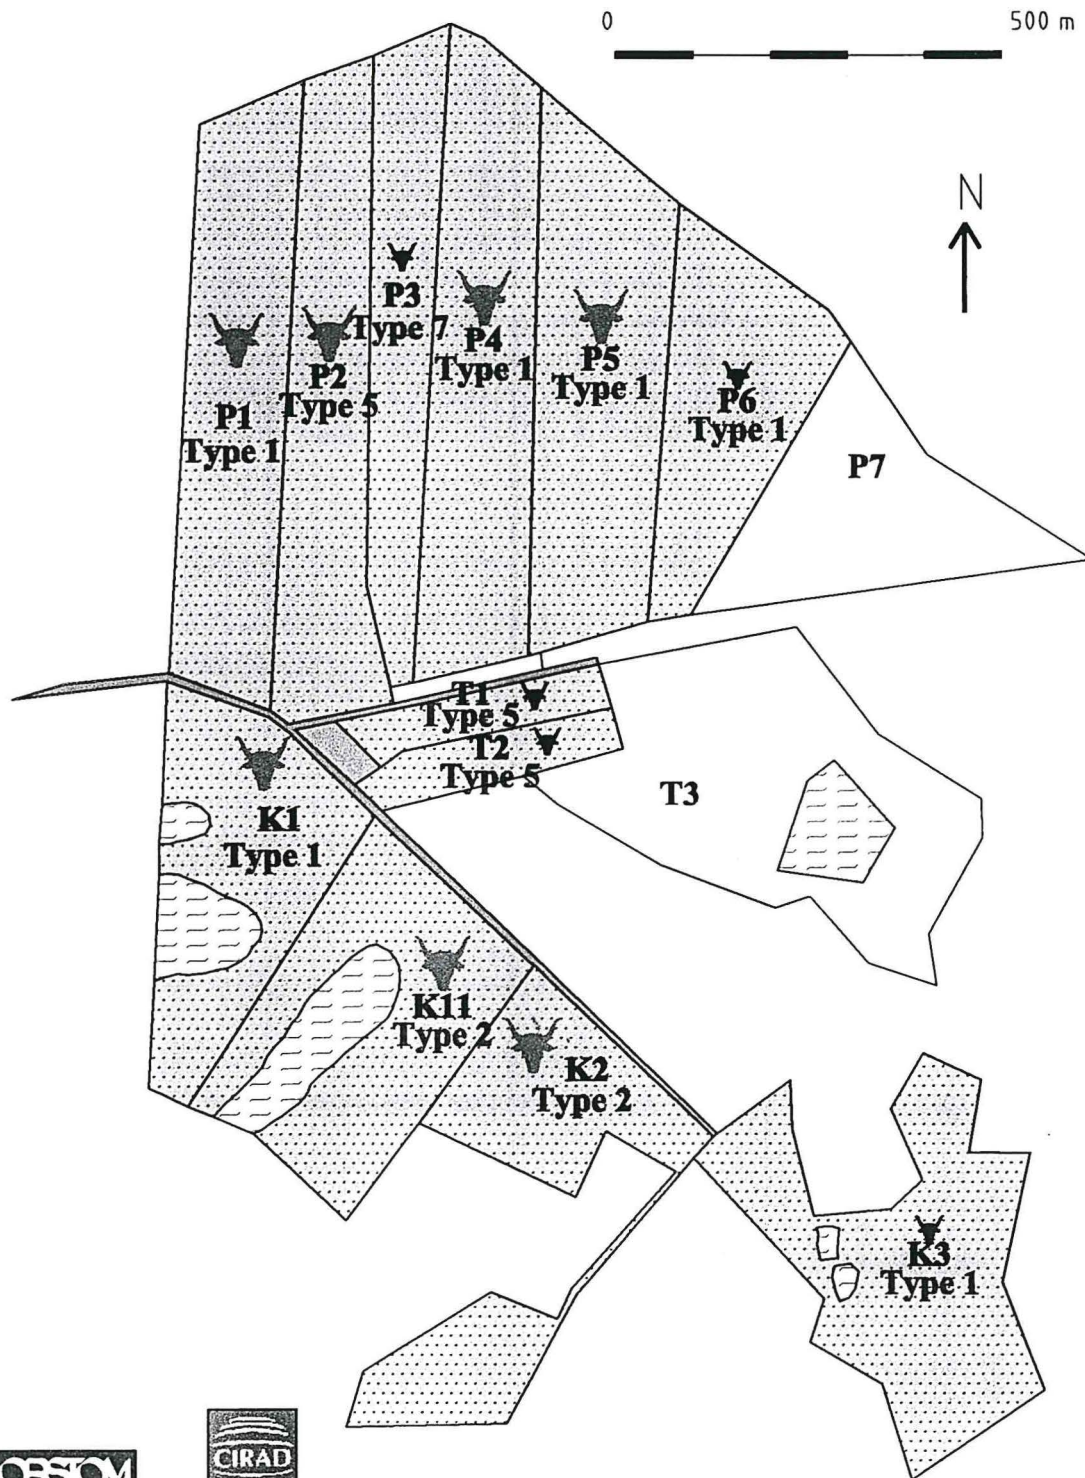 0 500 m
N
P3
Type 7
P4
Type 1
P5
Type 1
P2
Type 5
P6
Type 1
P1
Type 1
P7
T1
Type 5
T2
Type 5
T3
K1
Type 1
K11
Type 2
K2
Type 2
K3
Type 1
CIRAD
ORSTOM